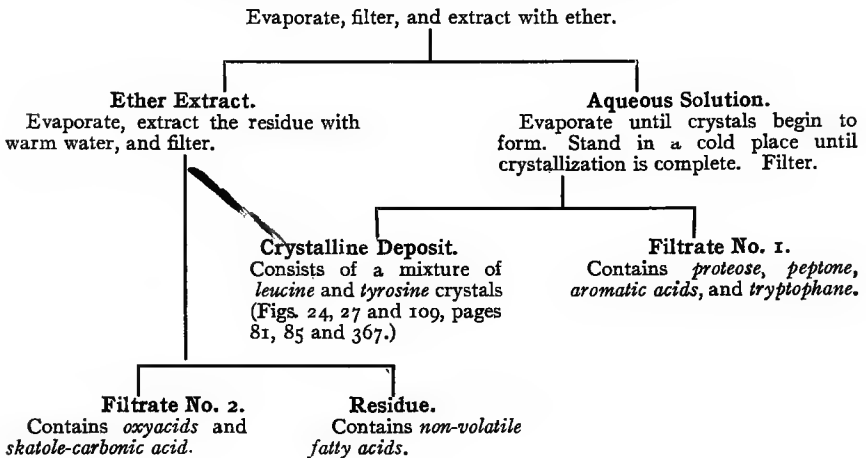 Evaporate, filter, and extract with ether.
Ether Extract.
Evaporate, extract the residue with
warm water, and filter.
Aqueous Solution.
Evaporate until crystals begin to
form. Stand in a cold place until
crystallization is complete. Filter.
Crystalline Deposit.
Consists of a mixture of
leucine and tyrosine crystals
(Figs. 24, 27 and 109, pages
81, 85 and 367.)
Filtrate No. 1.
Contains proteose, peptone,
aromatic acids, and tryptophane.
Filtrate No. 2.
Contains oxyacids and
skatole-carbonic acid.
Residue.
Contains non-volatile
fatty acids.